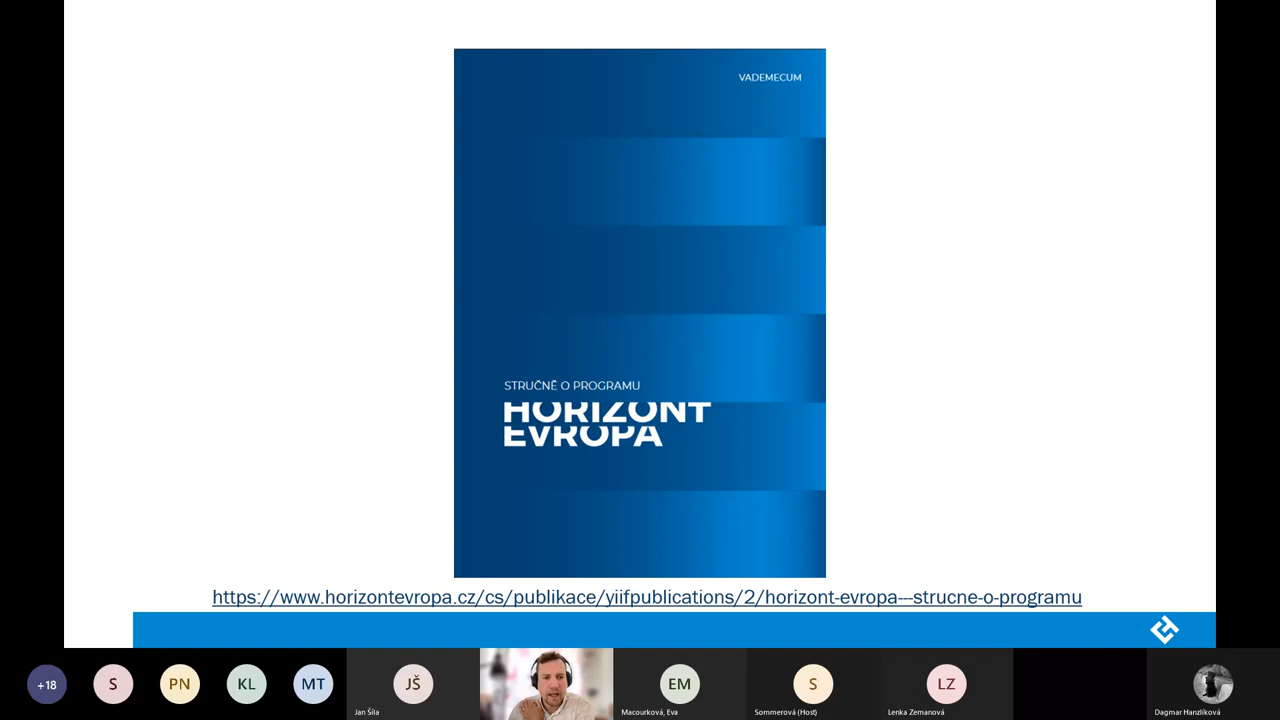 VADEMECUM
STRUČNĚ O PROGRAMU
HORIZONT
EVROPA
https://www.horizontevropa.cz/cs/publikace/yiifpublications/2/horizont-evropa---strucne-o-programu
+18
S
PN
KL
MT
JŠ
Jan Šíla
EM
Macourková, Eva
S
Sommerová (Host)
LZ
Lenka Zemanová
Dagmar Hanzlíková